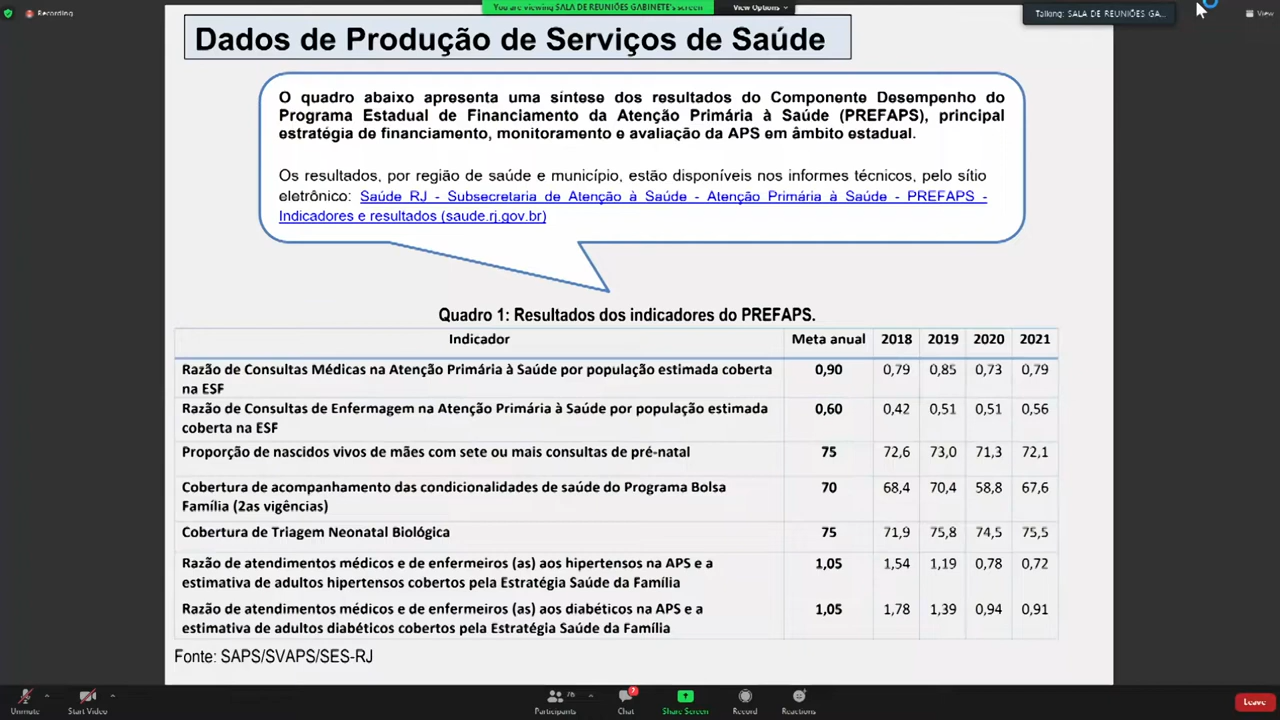 Recording
You are viewing SALA DE REUNIÕES GABINETE's screen
View Options
Talking: SALA DE REUNIÕES GA...
View
Dados de Produção de Serviços de Saúde
O quadro abaixo apresenta uma síntese dos resultados do Componente Desempenho do
Programa Estadual de Financiamento da Atenção Primária à Saúde (PREFAPS), principal
estratégia de financiamento, monitoramento e avaliação da APS em âmbito estadual.
Os resultados, por região de saúde e município, estão disponíveis nos informes técnicos, pelo sítio
eletrônico: Saúde RJ - Subsecretaria de Atenção à Saúde - Atenção Primária à Saúde - PREFAPS -
Indicadores e resultados (saude.rj.gov.br)
Quadro 1: Resultados dos indicadores do PREFAPS.
Indicador Meta anual 2018 2019 2020 2021
Razão de Consultas Médicas na Atenção Primária à Saúde por população estimada coberta
na ESF
0,90 0,79 0,85 0,73 0,79
Razão de Consultas de Enfermagem na Atenção Primária à Saúde por população estimada
coberta na ESF
0,60 0,42 0,51 0,51 0,56
Proporção de nascidos vivos de mães com sete ou mais consultas de pré-natal 75 72,6 73,0 71,3 72,1
Cobertura de acompanhamento das condicionalidades de saúde do Programa Bolsa
Família (2as vigências)
70 68,4 70,4 58,8 67,6
Cobertura de Triagem Neonatal Biológica 75 71,9 75,8 74,5 75,5
Razão de atendimentos médicos e de enfermeiros (as) aos hipertensos na APS e a
estimativa de adultos hipertensos cobertos pela Estratégia Saúde da Família
1,05 1,54 1,19 0,78 0,72
Razão de atendimentos médicos e de enfermeiros (as) aos diabéticos na APS e a
estimativa de adultos diabéticos cobertos pela Estratégia Saúde da Família
1,05 1,78 1,39 0,94 0,91
Fonte: SAPS/SVAPS/SES-RJ
Unmute
Start Video
Participants 76
Chat 7
Share Screen
Record
Reactions
Leave